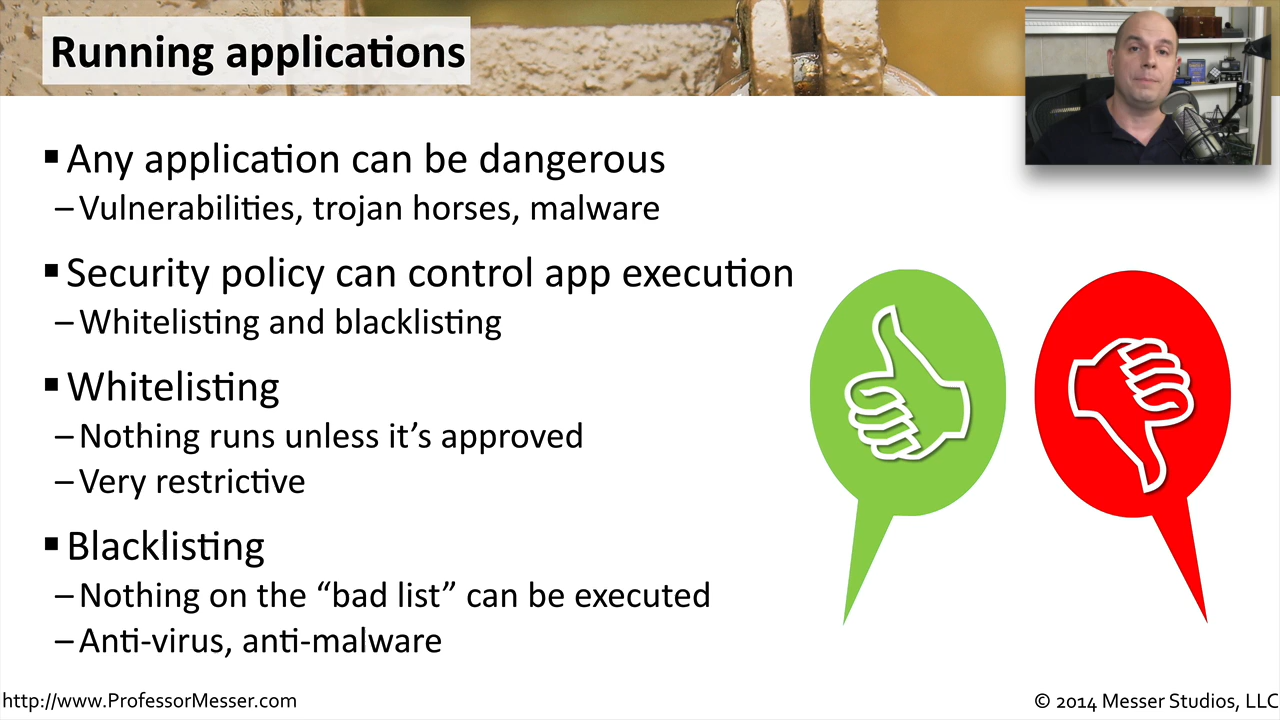 Running applications
▪ Any application can be dangerous
– Vulnerabilities, trojan horses, malware
▪ Security policy can control app execution
– Whitelisting and blacklisting
▪ Whitelisting
– Nothing runs unless it’s approved
– Very restrictive
▪ Blacklisting
– Nothing on the “bad list” can be executed
– Anti-virus, anti-malware
http://www.ProfessorMesser.com
© 2014 Messer Studios, LLC